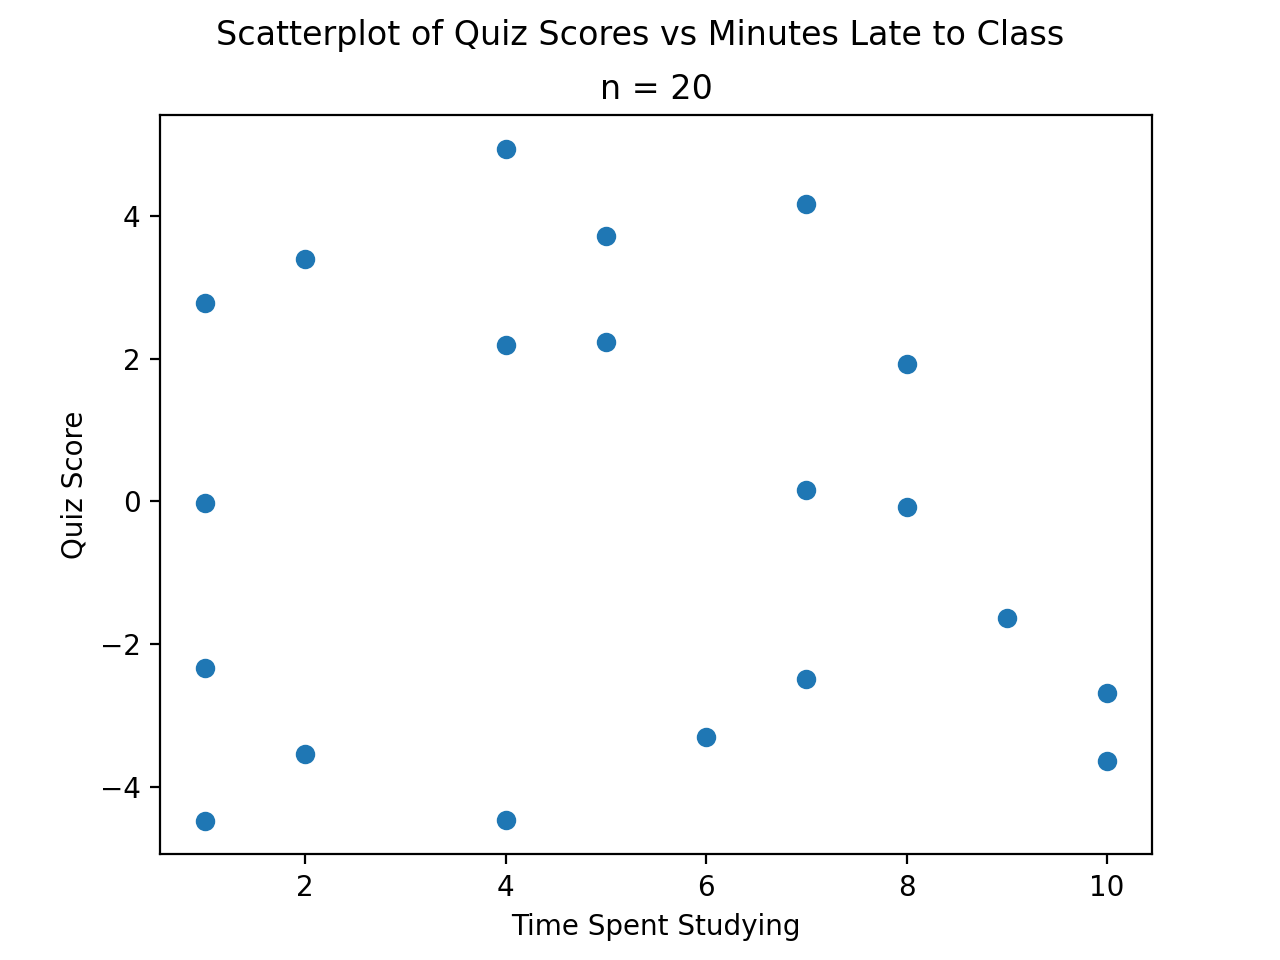 Scatterplot of Quiz Scores vs Minutes Late to Class
n = 20
4
2
0
−2
−4
Quiz Score
2 4 6 8 10
Time Spent Studying